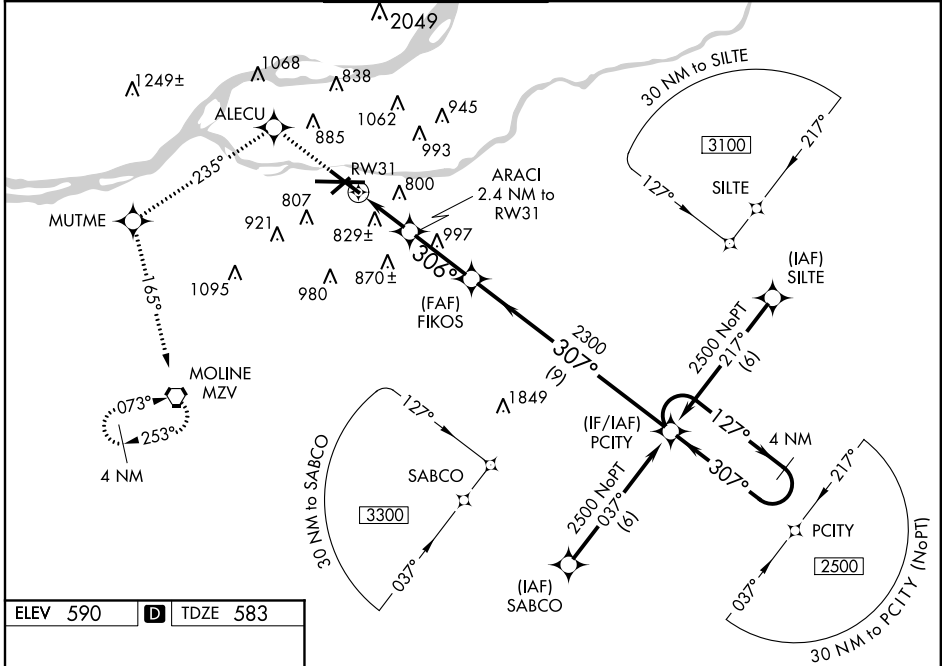 2049
1068
1249±
838
ALECU
885
1062
945
993
30 NM to SILTE
3100
217°
127°
SILTE
235°
RW31
ARACI
2.4 NM to
RW31
800
MUTME
807
921
829±
997
306°
165°
1095
980
870±
(FAF)
FIKOS
(IAF)
SILTE
2300
307°
(9)
2500 NoPT
217°
(6)
MOLINE
MZV
073°
253°
4 NM
1849
(IF/IAF)
PCITY
127°
4 NM
307°
30 NM to SABCO
127°
SABCO
3300
037°
2500 NoPT
037°
(6)
(IAF)
SABCO
217°
PCITY
2500
037°
30 NM to PCITY (NoPT)
ELEV 590 D TDZE 583